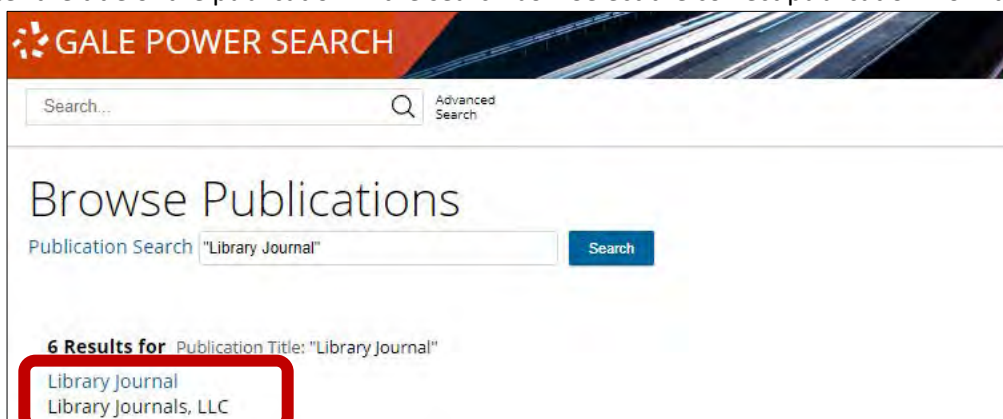 GALE POWER SEARCH
Search...
Advanced
Search
Browse Publications
Publication Search "Library Journal" Search
6 Results for Publication Title: "Library Journal"
Library Journal
Library Journals, LLC